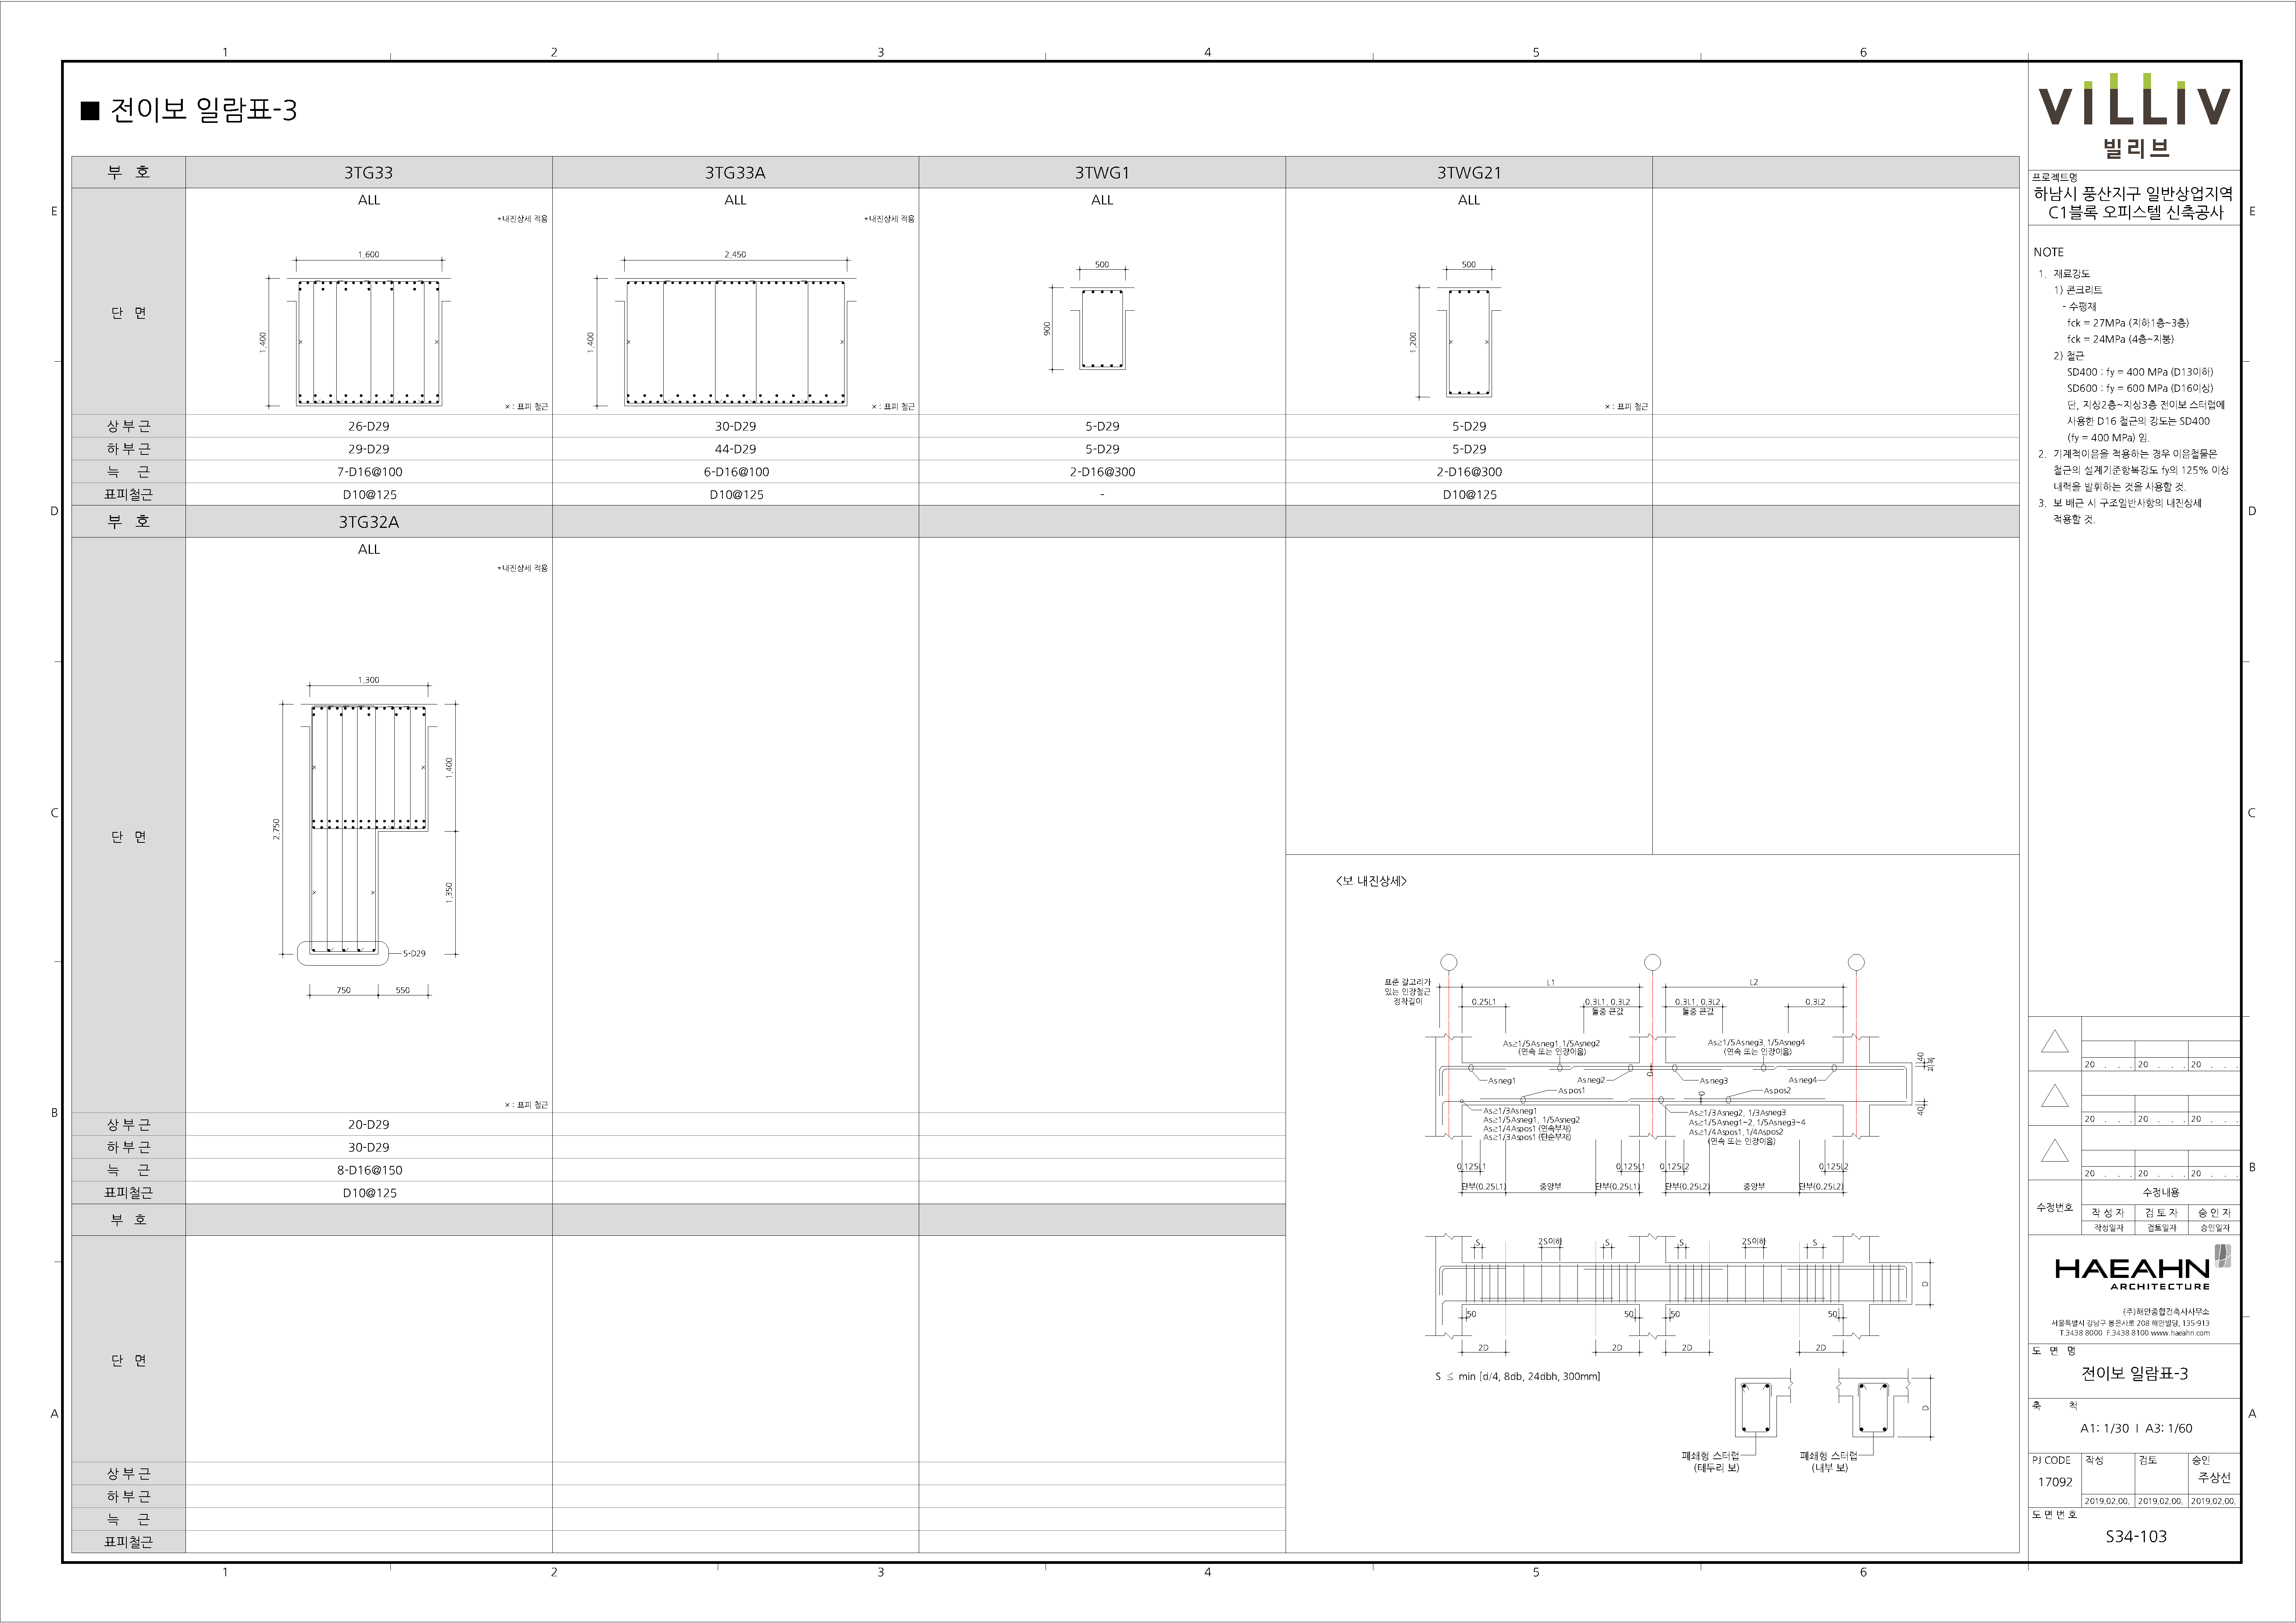 1 2 3 4 5 6
■ 전이보 일람표-3
부 호 3TG33 3TG33A 3TWG1 3TWG21
ALL ALL ALL ALL
*내진상세 적용 *내진상세 적용
단 면
1,600 2,450 500 500
1,400 1,400 900 1,200
× : 표피 철근 × : 표피 철근 × : 표피 철근
상 부 근 26-D29 30-D29 5-D29 5-D29
하 부 근 29-D29 44-D29 5-D29 5-D29
늑 근 7-D16@100 6-D16@100 2-D16@300 2-D16@300
표피철근 D10@125 D10@125 - D10@125
부 호 3TG32A
ALL
*내진상세 적용
단 면
1,300
1,400
2,750
1,350
5-D29
750 550
× : 표피 철근
상 부 근 20-D29
하 부 근 30-D29
늑 근 8-D16@150
표피철근 D10@125
부 호
단 면
상 부 근
하 부 근
늑 근
표피철근
<보 내진상세>
표준 갈고리가
있는 인장철근
정착길이
L1 L2
0.25L1 0.3L1, 0.3L2 0.3L1, 0.3L2 0.3L2
둘중 큰값 둘중 큰값
As≥1/5Asneg1, 1/5Asneg2 As≥1/5Asneg3, 1/5Asneg4
(연속 또는 인장이음) (연속 또는 인장이음)
40
피복
Asneg1 Asneg2 Asneg3 Asneg4
Aspos1 Aspos2
40
As≥1/3Asneg1
As≥1/5Asneg1, 1/5Asneg2
As≥1/4Aspos1 (연속부재)
As≥1/3Aspos1 (단순부재)
As≥1/3Asneg2, 1/3Asneg3
As≥1/5Asneg1~2, 1/5Asneg3~4
As≥1/4Aspos1, 1/4Aspos2
(연속 또는 인장이음)
0.125L1 0.125L1 0.125L2 0.125L2
단부(0.25L1) 중앙부 단부(0.25L1) 단부(0.25L2) 중앙부 단부(0.25L2)
S 2S이하 S S 2S이하 S
D
50 50 50 50
2D 2D 2D 2D
S ≤ min [d/4, 8db, 24dbh, 300mm]
D
폐쇄형 스터럽 폐쇄형 스터럽
(테두리 보) (내부 보)
VILLIV
빌리브
프로젝트명
하남시 풍산지구 일반상업지역
C1블록 오피스텔 신축공사
NOTE
1. 재료강도
1) 콘크리트
- 수평재
fck = 27MPa (지하1층~3층)
fck = 24MPa (4층~지붕)
2) 철근
SD400 : fy = 400 MPa (D13이하)
SD600 : fy = 600 MPa (D16이상)
단, 지상2층~지상3층 전이보 스터럽에
사용한 D16 철근의 강도는 SD400
(fy = 400 MPa) 임.
2. 기계적이음을 적용하는 경우 이음철물은
철근의 설계기준항복강도 fy의 125% 이상
내력을 발휘하는 것을 사용할 것.
3. 보 배근 시 구조일반사항의 내진상세
적용할 것.
20 . . . 20 . . . 20 . . .
20 . . . 20 . . . 20 . . .
20 . . . 20 . . . 20 . . .
수정번호 수정내용
작 성 자 검 토 자 승 인 자
작성일자 검토일자 승인일자
HAEAHN
ARCHITECTURE
(주)해안종합건축사사무소
서울특별시 강남구 봉은사로 208 해안빌딩, 135-913
T.3438 8000 F.3438 8100 www.haeahn.com
도 면 명
전이보 일람표-3
축 척
A1: 1/30 I A3: 1/60
PJ CODE 작성 검토 승인
17092 주상선
2019.02.00. 2019.02.00. 2019.02.00.
도 면 번 호
S34-103
E E
D D
C C
B B
A A
1 2 3 4 5 6